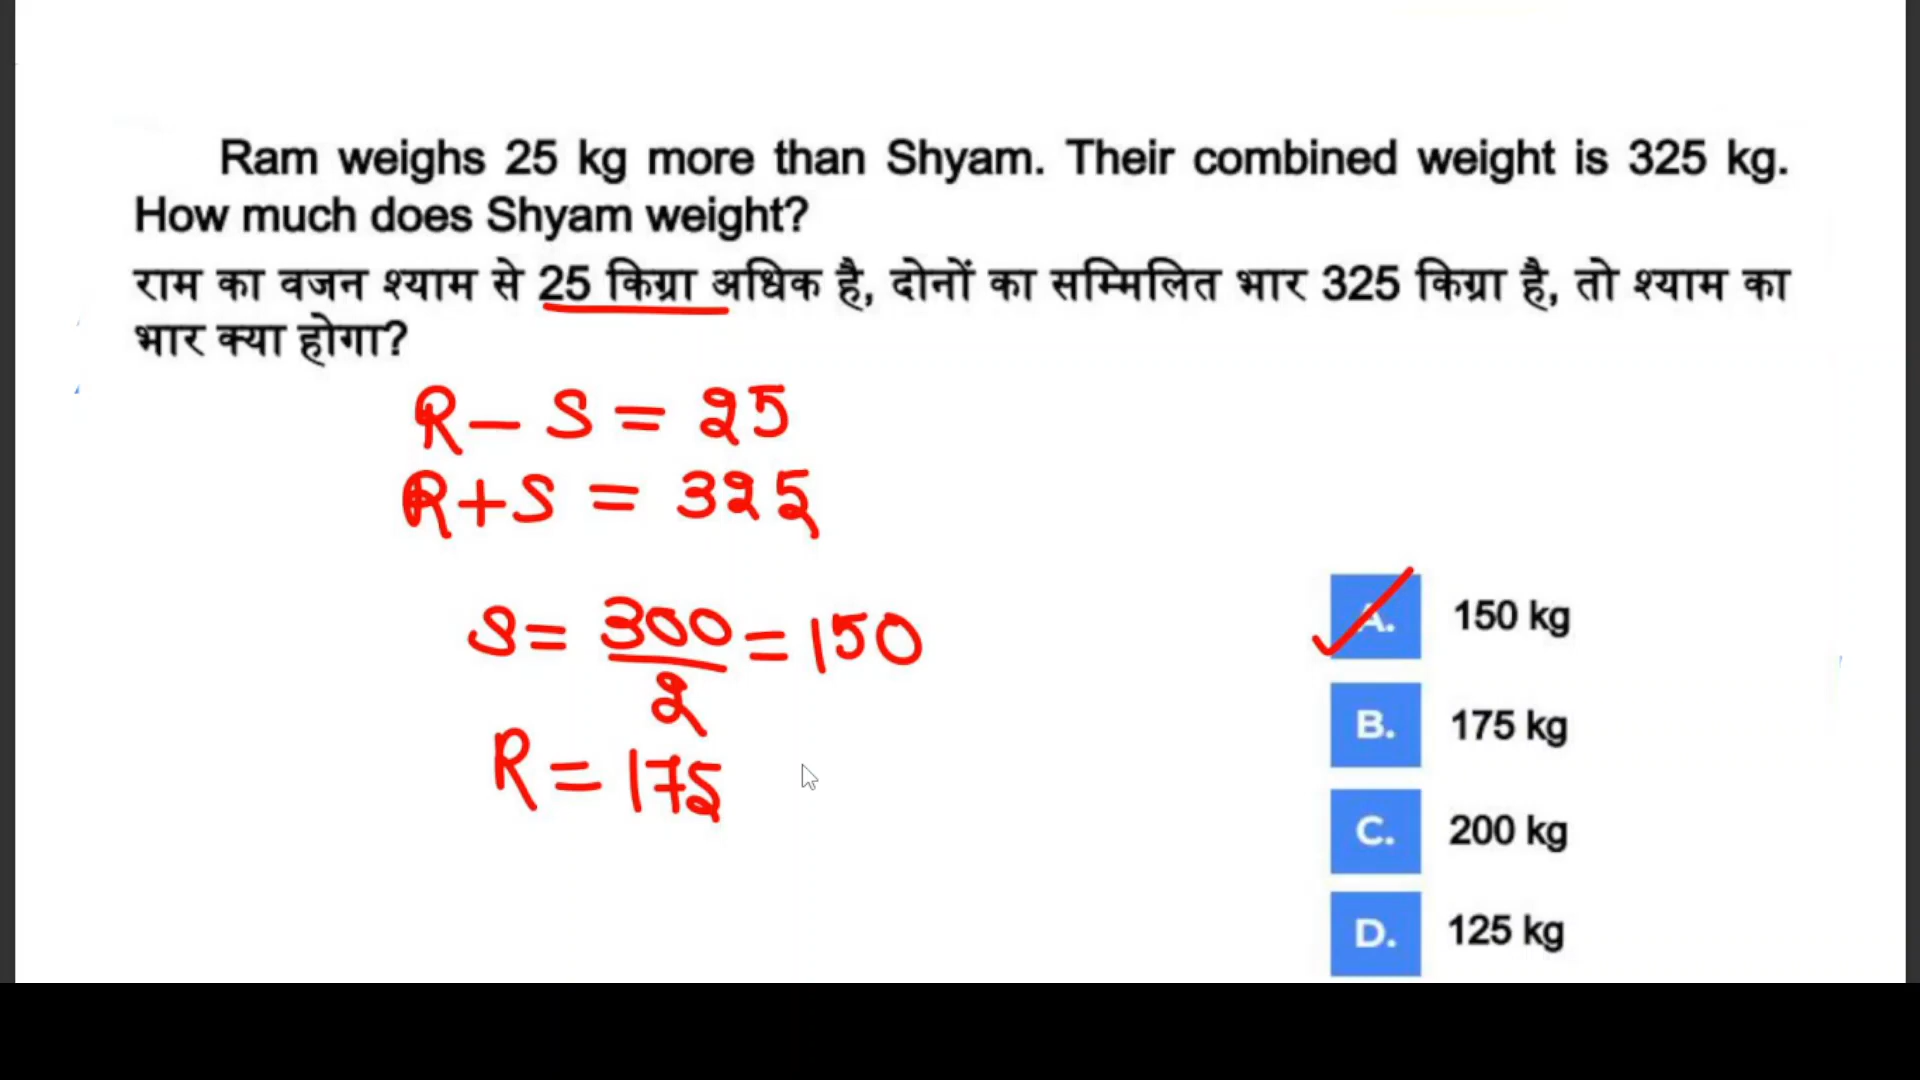 Ram weighs 25 kg more than Shyam. Their combined weight is 325 kg.
How much does Shyam weight?
राम का वजन श्याम से 25 किग्रा अधिक है, दोनों का सम्मिलित भार 325 किग्रा है, तो श्याम का
भार क्या होगा?
R - S = 25
R + S = 325
S = 300/2 = 150
R = 175
A. 150 kg
B. 175 kg
C. 200 kg
D. 125 kg